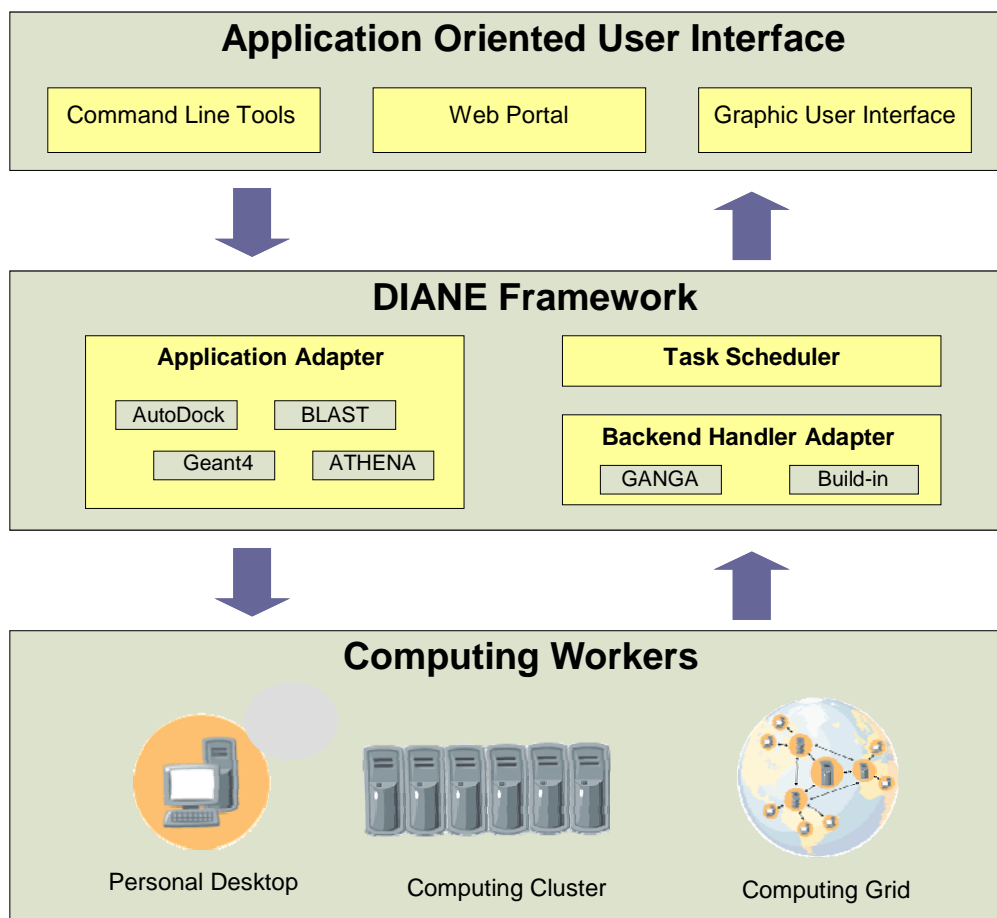 Application Oriented User Interface
Command Line Tools
Web Portal
Graphic User Interface
DIANE Framework
Application Adapter
AutoDock
BLAST
Geant4
ATHENA
Task Scheduler
Backend Handler Adapter
GANGA
Build-in
Computing Workers
Personal Desktop
Computing Cluster
Computing Grid